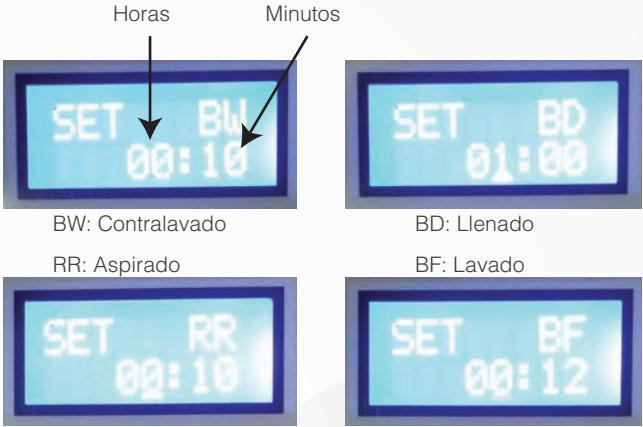 Horas Minutos
SET BW
00:10
SET BD
01:00
BW: Contralavado
BD: Llenado
RR: Aspirado
BF: Lavado
SET RR
00:10
SET BF
00:12